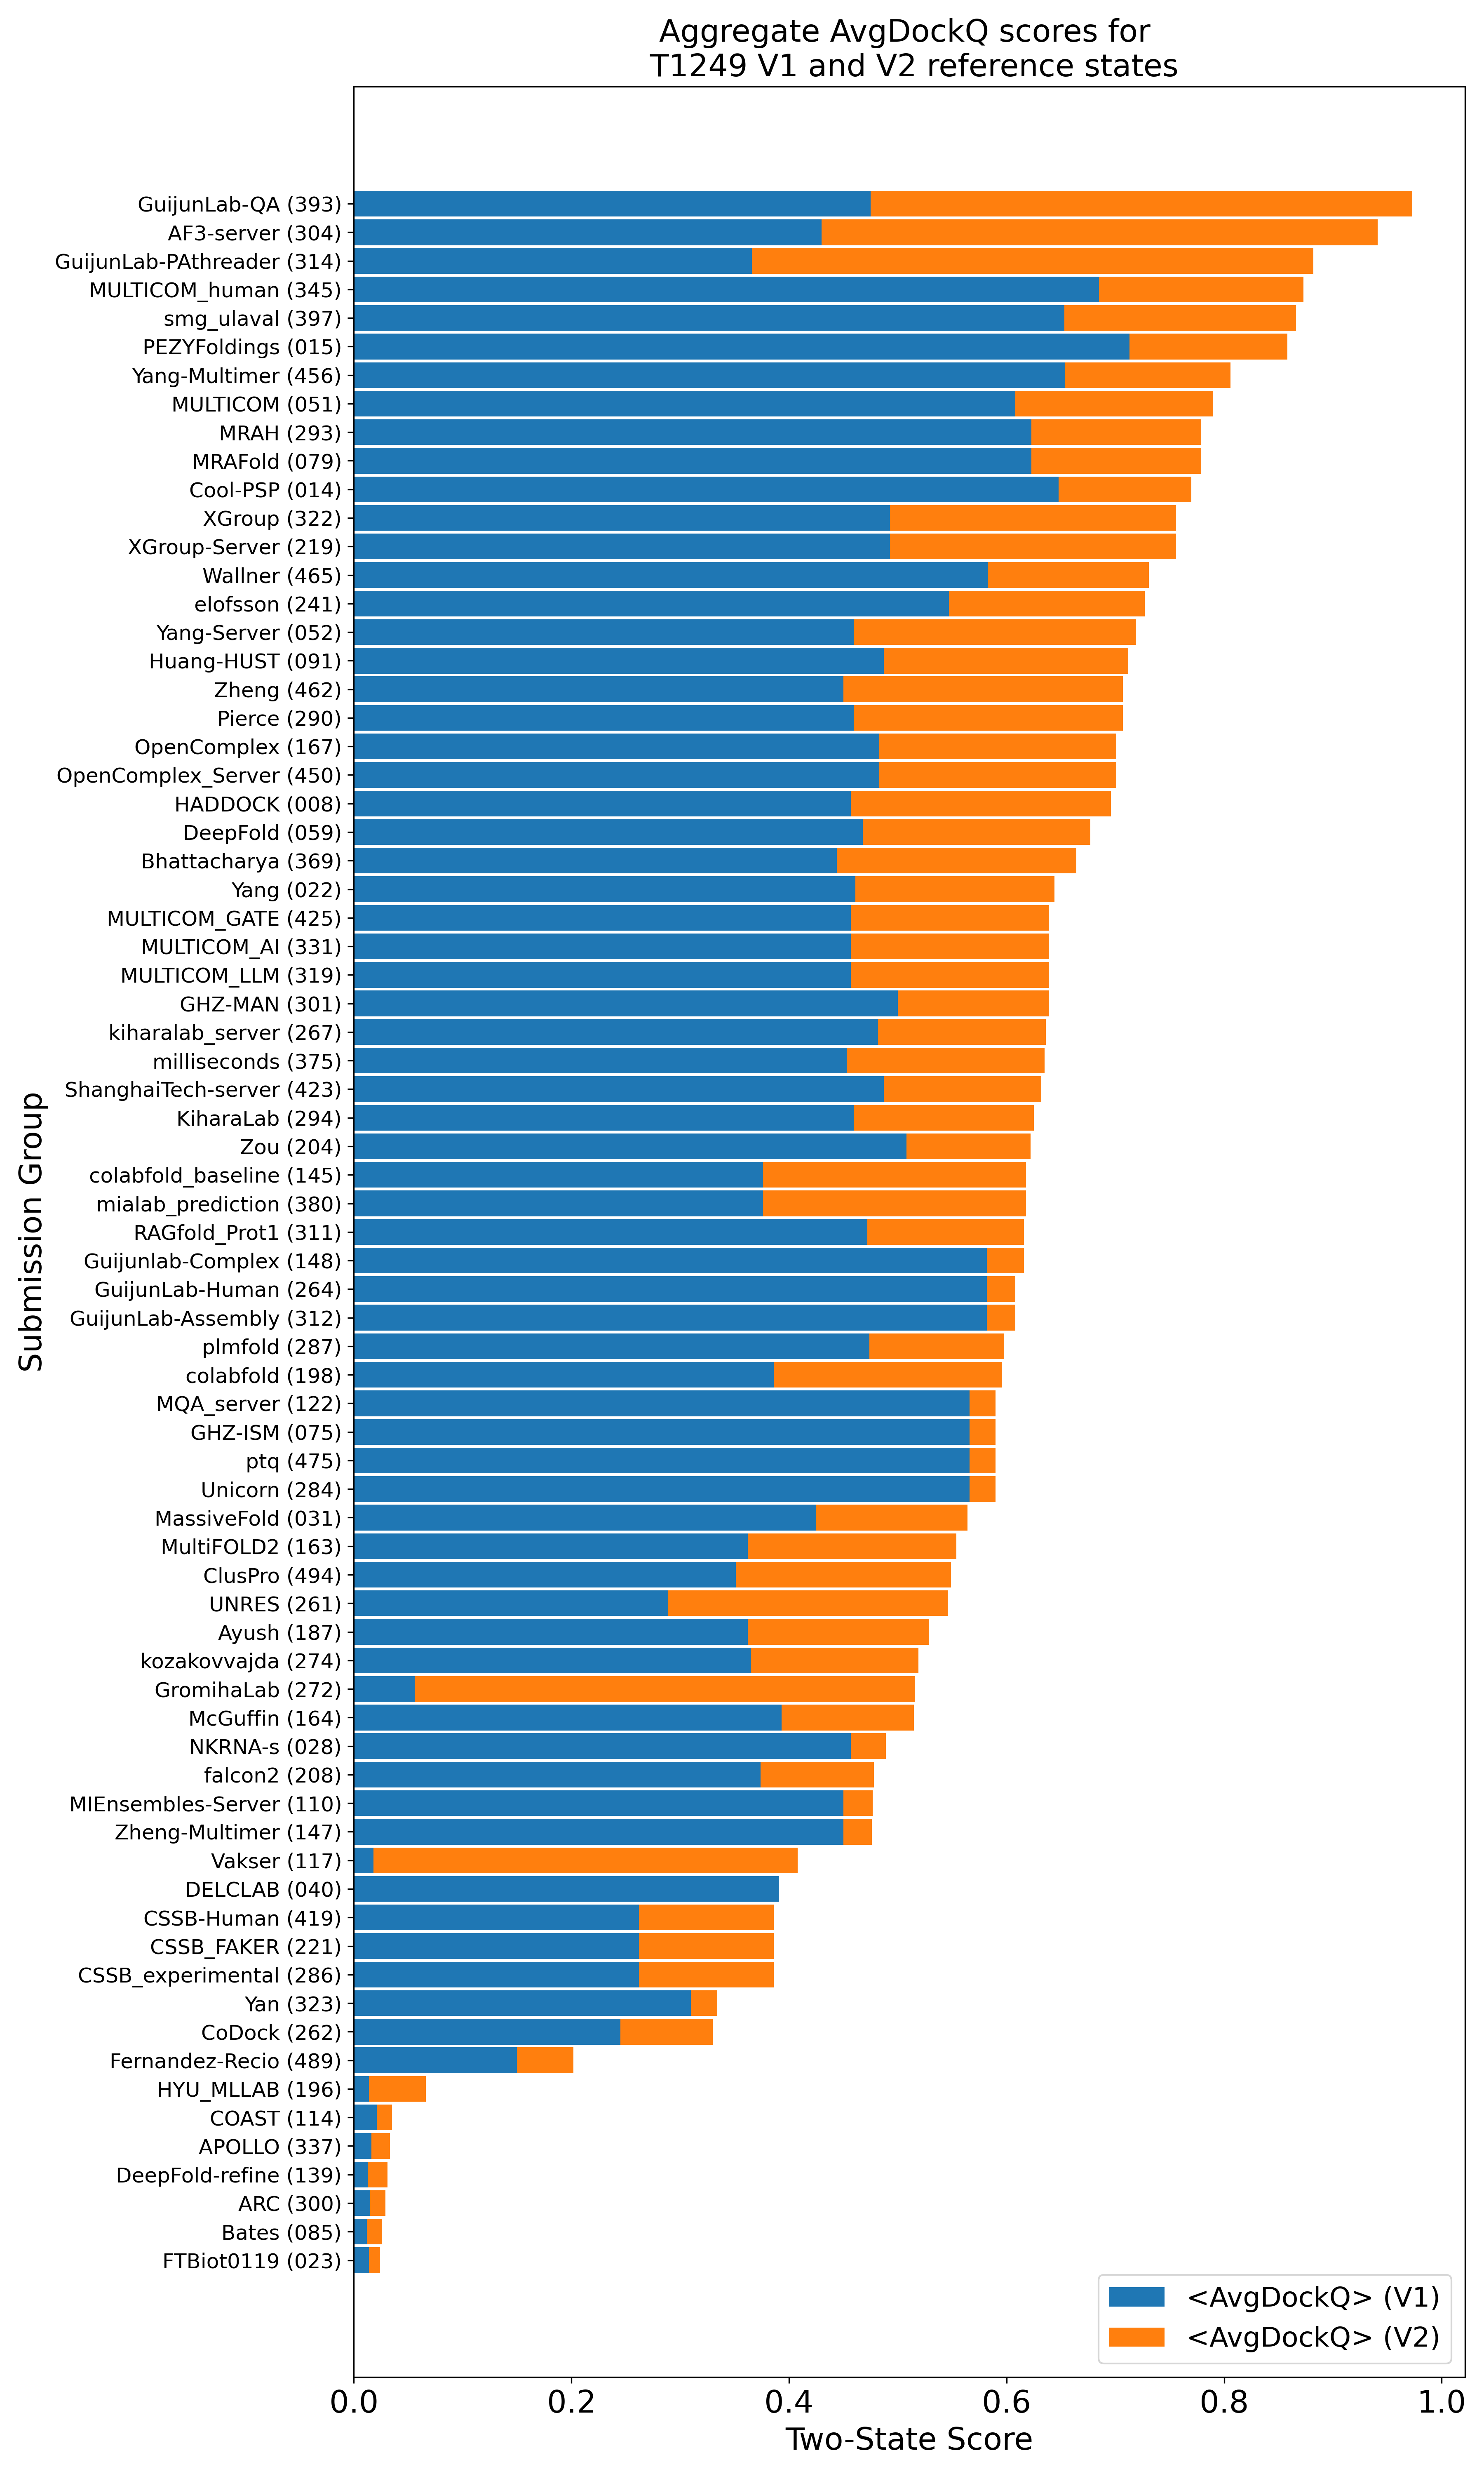 Aggregate AvgDockQ scores for
T1249 V1 and V2 reference states
GuijunLab-QA (393)
AF3-server (304)
GuijunLab-PAthreader (314)
MULTICOM_human (345)
smg_ulaval (397)
PEZYFoldings (015)
Yang-Multimer (456)
MULTICOM (051)
MRAH (293)
MRAFold (079)
Cool-PSP (014)
XGroup (322)
XGroup-Server (219)
Wallner (465)
elofsson (241)
Yang-Server (052)
Huang-HUST (091)
Zheng (462)
Pierce (290)
OpenComplex (167)
OpenComplex_Server (450)
HADDOCK (008)
DeepFold (059)
Bhattacharya (369)
Yang (022)
MULTICOM_GATE (425)
MULTICOM_AI (331)
MULTICOM_LLM (319)
GHZ-MAN (301)
kiharalab_server (267)
milliseconds (375)
ShanghaiTech-server (423)
KiharaLab (294)
Zou (204)
colabfold_baseline (145)
mialab_prediction (380)
RAGfold_Prot1 (311)
Guijunlab-Complex (148)
GuijunLab-Human (264)
GuijunLab-Assembly (312)
plmfold (287)
colabfold (198)
MQA_server (122)
GHZ-ISM (075)
ptq (475)
Unicorn (284)
MassiveFold (031)
MultiFOLD2 (163)
ClusPro (494)
UNRES (261)
Ayush (187)
kozakovvajda (274)
GromihaLab (272)
McGuffin (164)
NKRNA-s (028)
falcon2 (208)
MIEnsembles-Server (110)
Zheng-Multimer (147)
Vakser (117)
DELCLAB (040)
CSSB-Human (419)
CSSB_FAKER (221)
CSSB_experimental (286)
Yan (323)
CoDock (262)
Fernandez-Recio (489)
HYU_MLLAB (196)
COAST (114)
APOLLO (337)
DeepFold-refine (139)
ARC (300)
Bates (085)
FTBiot0119 (023)
Submission Group
<AvgDockQ> (V1)
<AvgDockQ> (V2)
0.0 0.2 0.4 0.6 0.8 1.0
Two-State Score